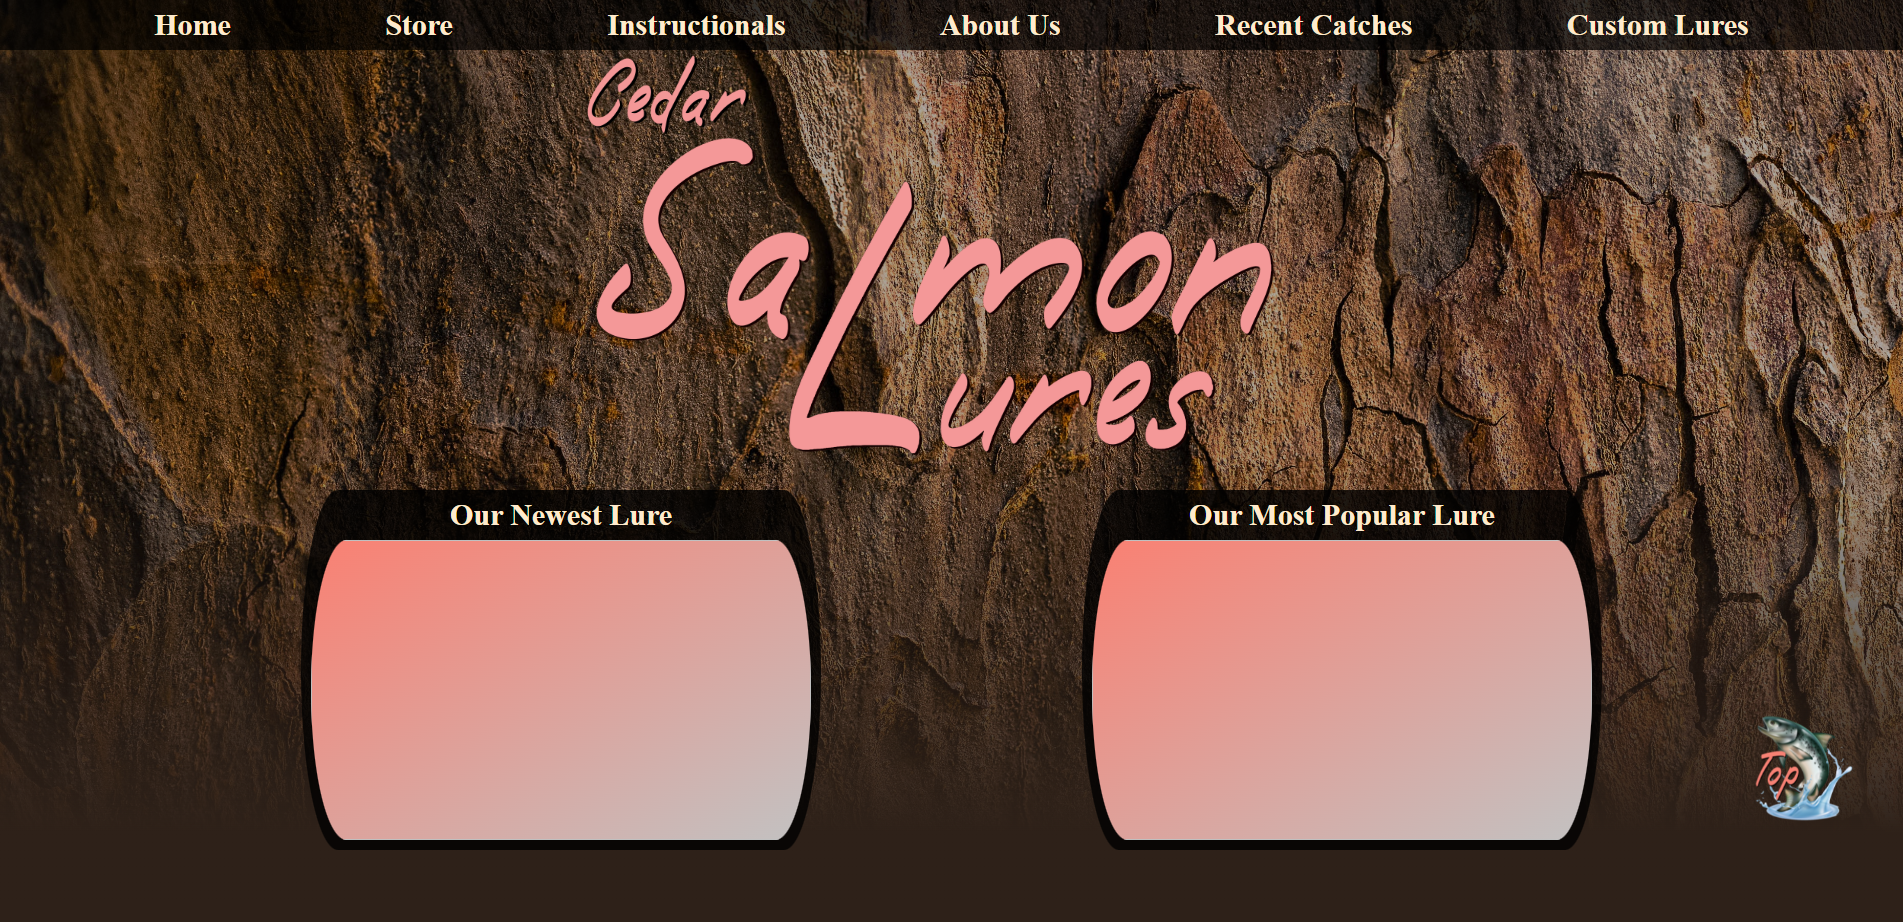 Home Store Instructionals About Us Recent Catches Custom Lures
Cedar
Salmon
Lures
Our Newest Lure
Our Most Popular Lure
Top